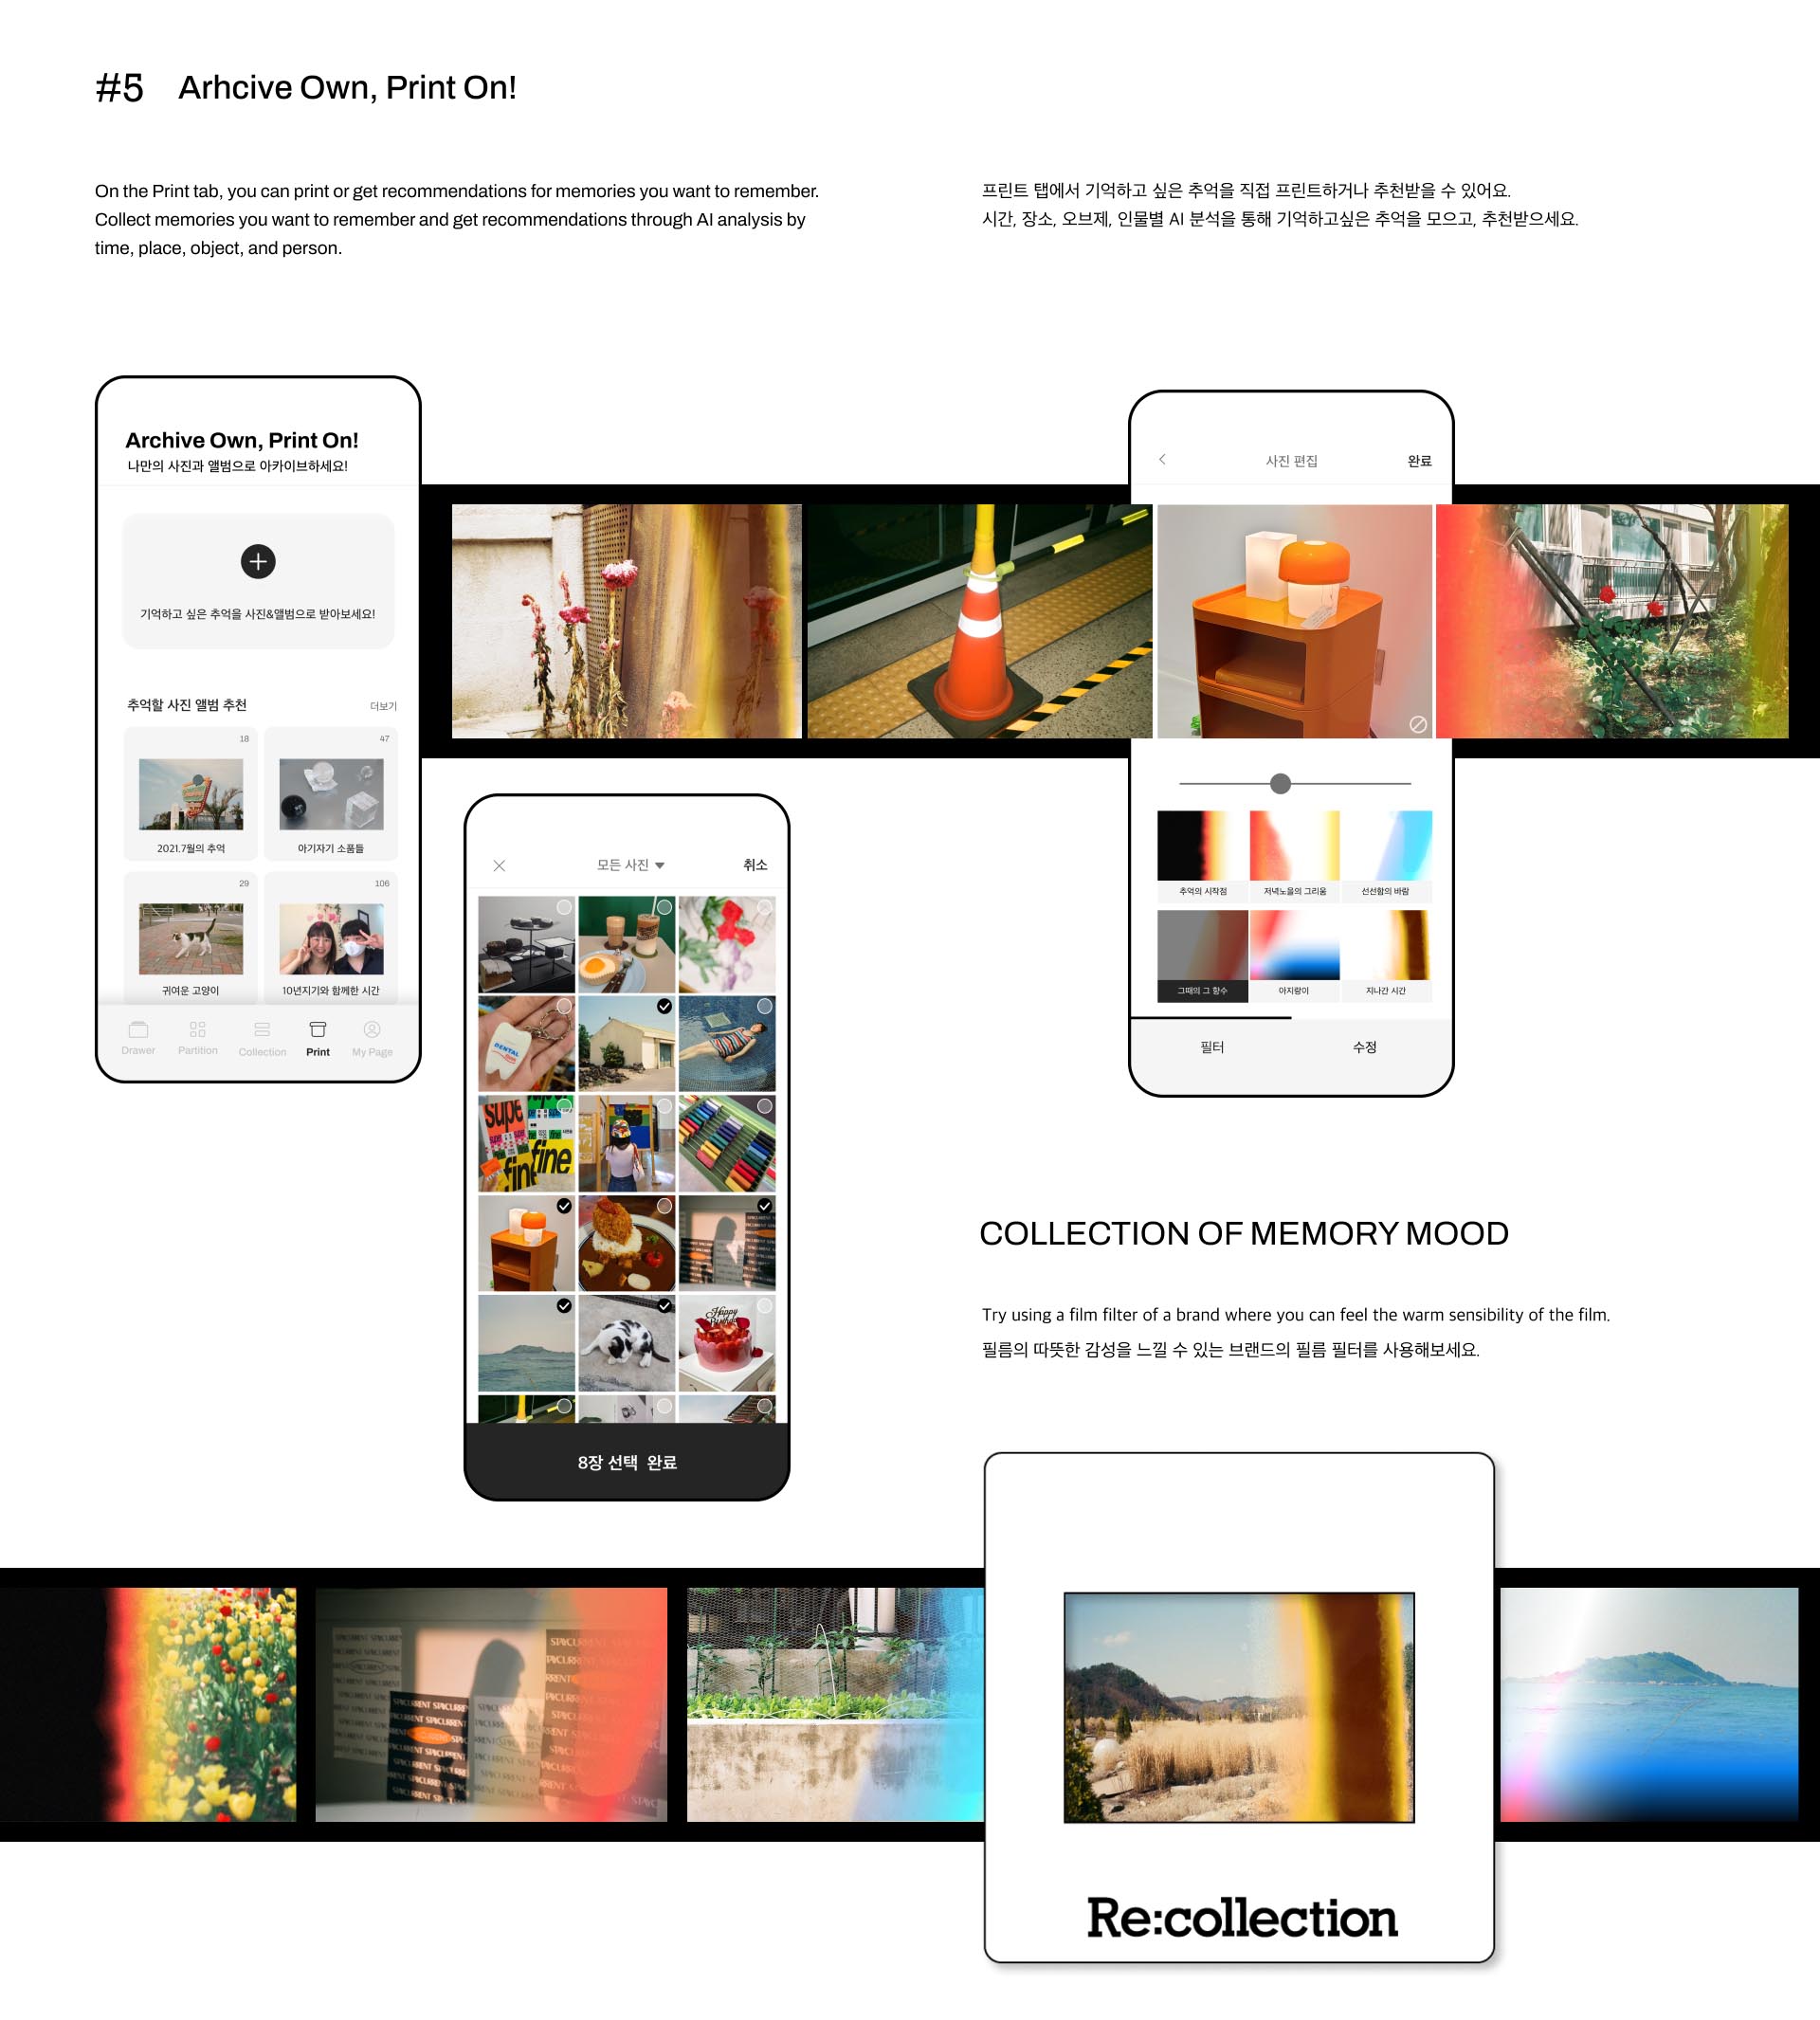 #5 Arhcive Own, Print On!
On the Print tab, you can print or get recommendations for memories you want to remember.
Collect memories you want to remember and get recommendations through AI analysis by
time, place, object, and person.
프린트 탭에서 기억하고 싶은 추억을 직접 프린트하거나 추천받을 수 있어요.
시간, 장소, 오브제, 인물별 AI 분석을 통해 기억하고싶은 추억을 모으고, 추천받으세요.
Archive Own, Print On!
나만의 사진과 앨범으로 아카이브하세요!
기억하고 싶은 추억을 사진&앨범으로 받아보세요!
추억할 사진 앨범 추천 더보기
18 47
2021.7월의 추억 아기자기 소품들
29 106
귀여운 고양이 10년지기와 함께한 시간
Drawer Partition Collection Print My Page
모든 사진 취소
DENTAL
supe
super
fine
fine
Happy
8장 선택 완료
사진 편집 완료
추억의 시작점 저녁노을의 그리움 선선함의 바람
그때의 그 향수 아지랑이 지나간 시간
필터 수정
COLLECTION OF MEMORY MOOD
Try using a film filter of a brand where you can feel the warm sensibility of the film.
필름의 따뜻한 감성을 느낄 수 있는 브랜드의 필름 필터를 사용해보세요.
Re:collection